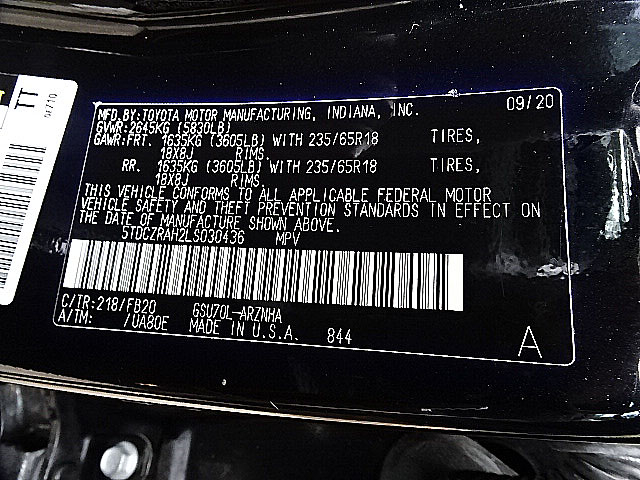 TT
MFD.BY:TOYOTA MOTOR MANUFACTURING, INDIANA, INC. 09/20
GVWR:2645KG (5830LB)
GAWR:FRT. 1635KG (3605LB) WITH 235/65R18 TIRES,
18X8J RIMS,
RR. 1635KG (3605LB) WITH 235/65R18 TIRES,
18X8J RIMS,
THIS VEHICLE CONFORMS TO ALL APPLICABLE FEDERAL MOTOR
VEHICLE SAFETY AND THEFT PREVENTION STANDARDS IN EFFECT ON
THE DATE OF MANUFACTURE SHOWN ABOVE.
5TDCZRAH2LS030436 MPV
C/TR:218/FB20 GSU70L-ARZNHA
A/TM: /UA80E MADE IN U.S.A. 844
A